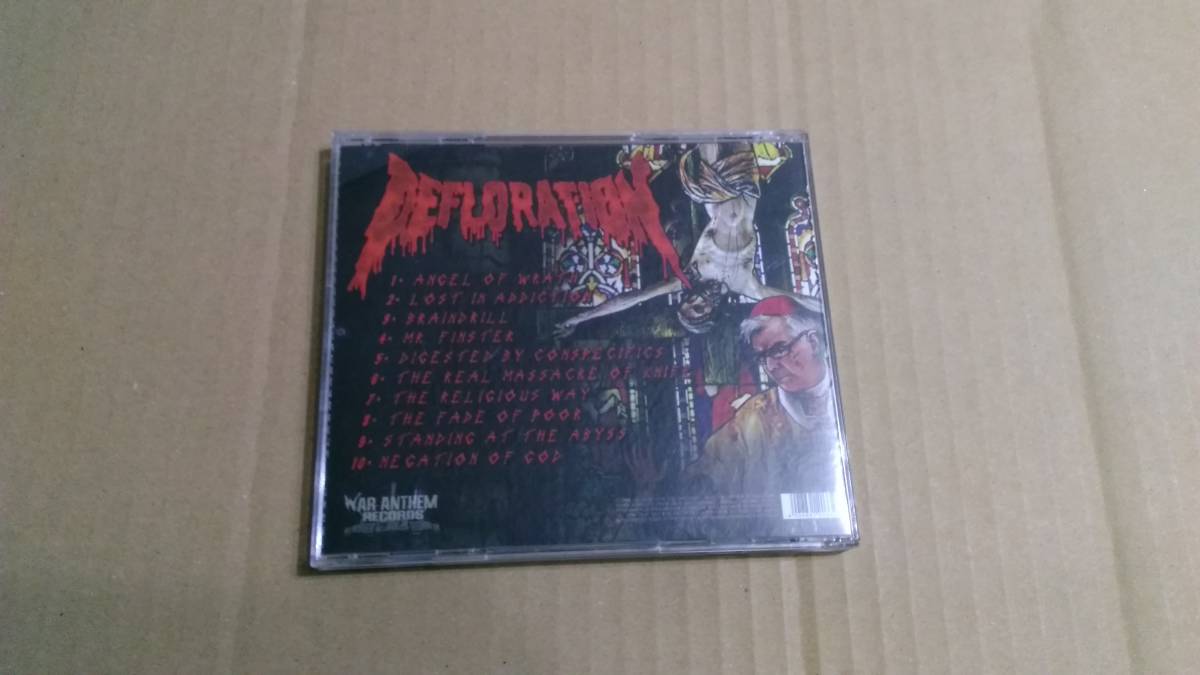 DEFLORATION
1. ANGEL OF WRATH
2. LOST IN ADDICTION
3. BRAINDRILL
4. MR FINSTER
5. DIGESTED BY CONSPECIFICS
6. THE REAL MASSACRE OF KNIFE
7. THE RELIGIOUS WAY
8. THE FADE OF POOR
9. STANDING AT THE ABYSS
10. NEGATION OF GOD
WAR ANTHEM
RECORDS